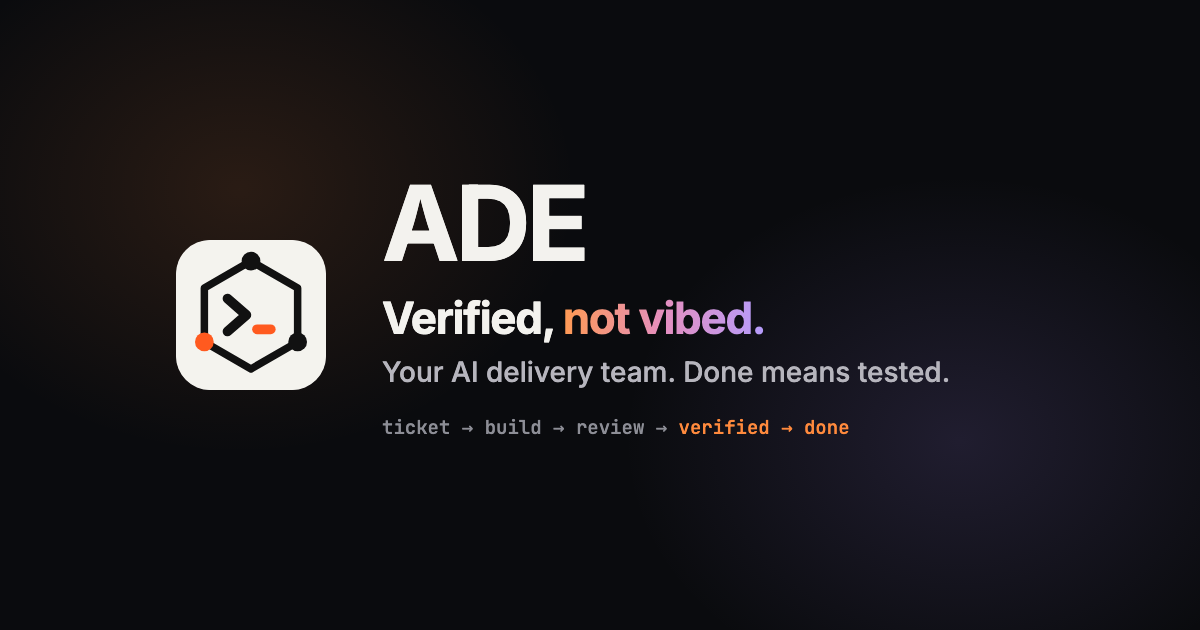 ADE
Verified, not vibed.
Your AI delivery team. Done means tested.
ticket → build → review → verified → done